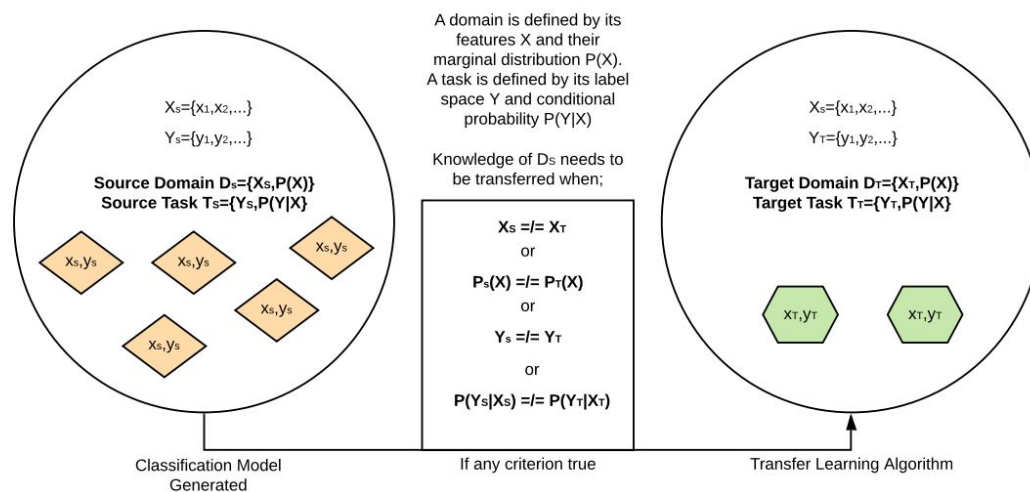 A domain is defined by its
features X and their
marginal distribution P(X).
A task is defined by its label
space Y and conditional
probability P(Y|X)
Knowledge of Ds needs to
be transferred when;
Xs={x1,x2,...}
Ys={y1,y2,...}
Source Domain Ds={Xs,P(X)}
Source Task Ts={Ys,P(Y|X}
xs,ys
xs,ys
xs,ys
xs,ys
xs,ys
Xs =/= XT
or
Ps(X) =/= PT(X)
or
Ys =/= YT
or
P(Ys|Xs) =/= P(YT|XT)
Xs={x1,x2,...}
YT={y1,y2,...}
Target Domain DT={XT,P(X)}
Target Task TT={YT,P(Y|X}
xT,yT
xT,yT
Classification Model
Generated
If any criterion true
Transfer Learning Algorithm